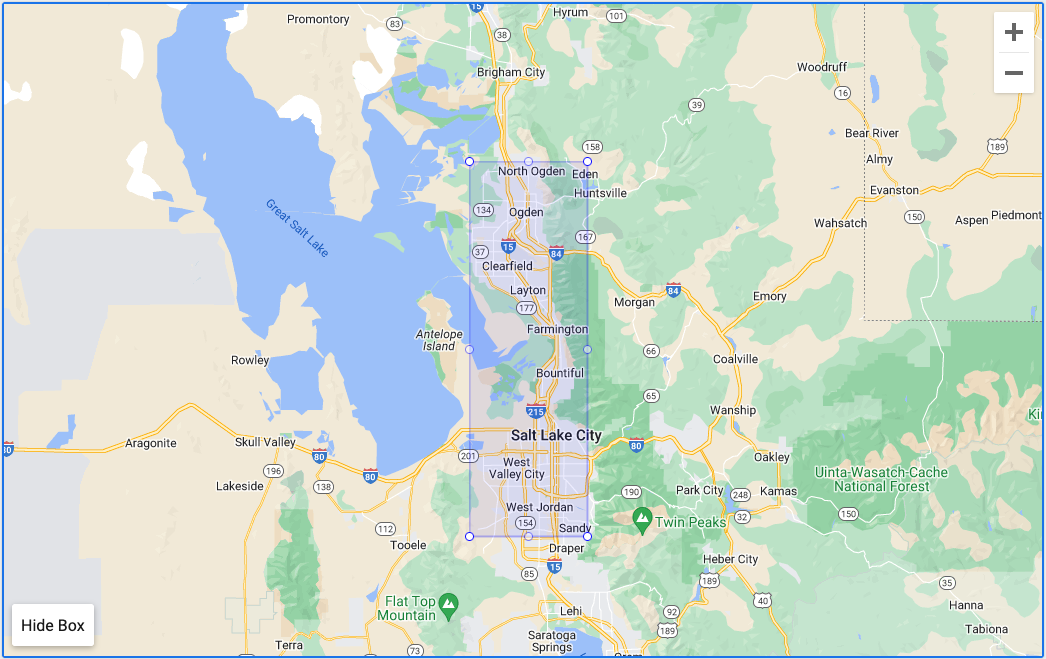 15
Hyrum
101
Promontory
83
38
Woodruff
Brigham City
16
39
Bear River
189
158
Almy
North Ogden
Eden
Evanston
Huntsville
134
Ogden
150
Aspen
Piedmont
Wahsatch
Great Salt Lake
167
15
37
84
Clearfield
Layton
84
Emory
Morgan
177
Farmington
Antelope
Island
66
Rowley
Coalville
Bountiful
65
215
Wanship
Salt Lake City
Aragonite
Skull Valley
80
80
201
80
Oakley
196
80
West
Valley City
Uinta-Wasatch-Cache
National Forest
Lakeside
138
190
Park City
248
Kamas
West Jordan
150
32
154
Twin Peaks
112
Sandy
Tooele
Draper
Heber City
15
85
189
35
Flat Top
Mountain
40
Hanna
Lehi
92
Hide Box
189
Tabiona
Saratoga
Springs
Terra
73